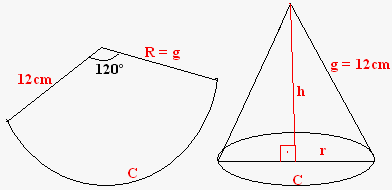 12cm
120°
R = g
C
g = 12cm
h
r
C